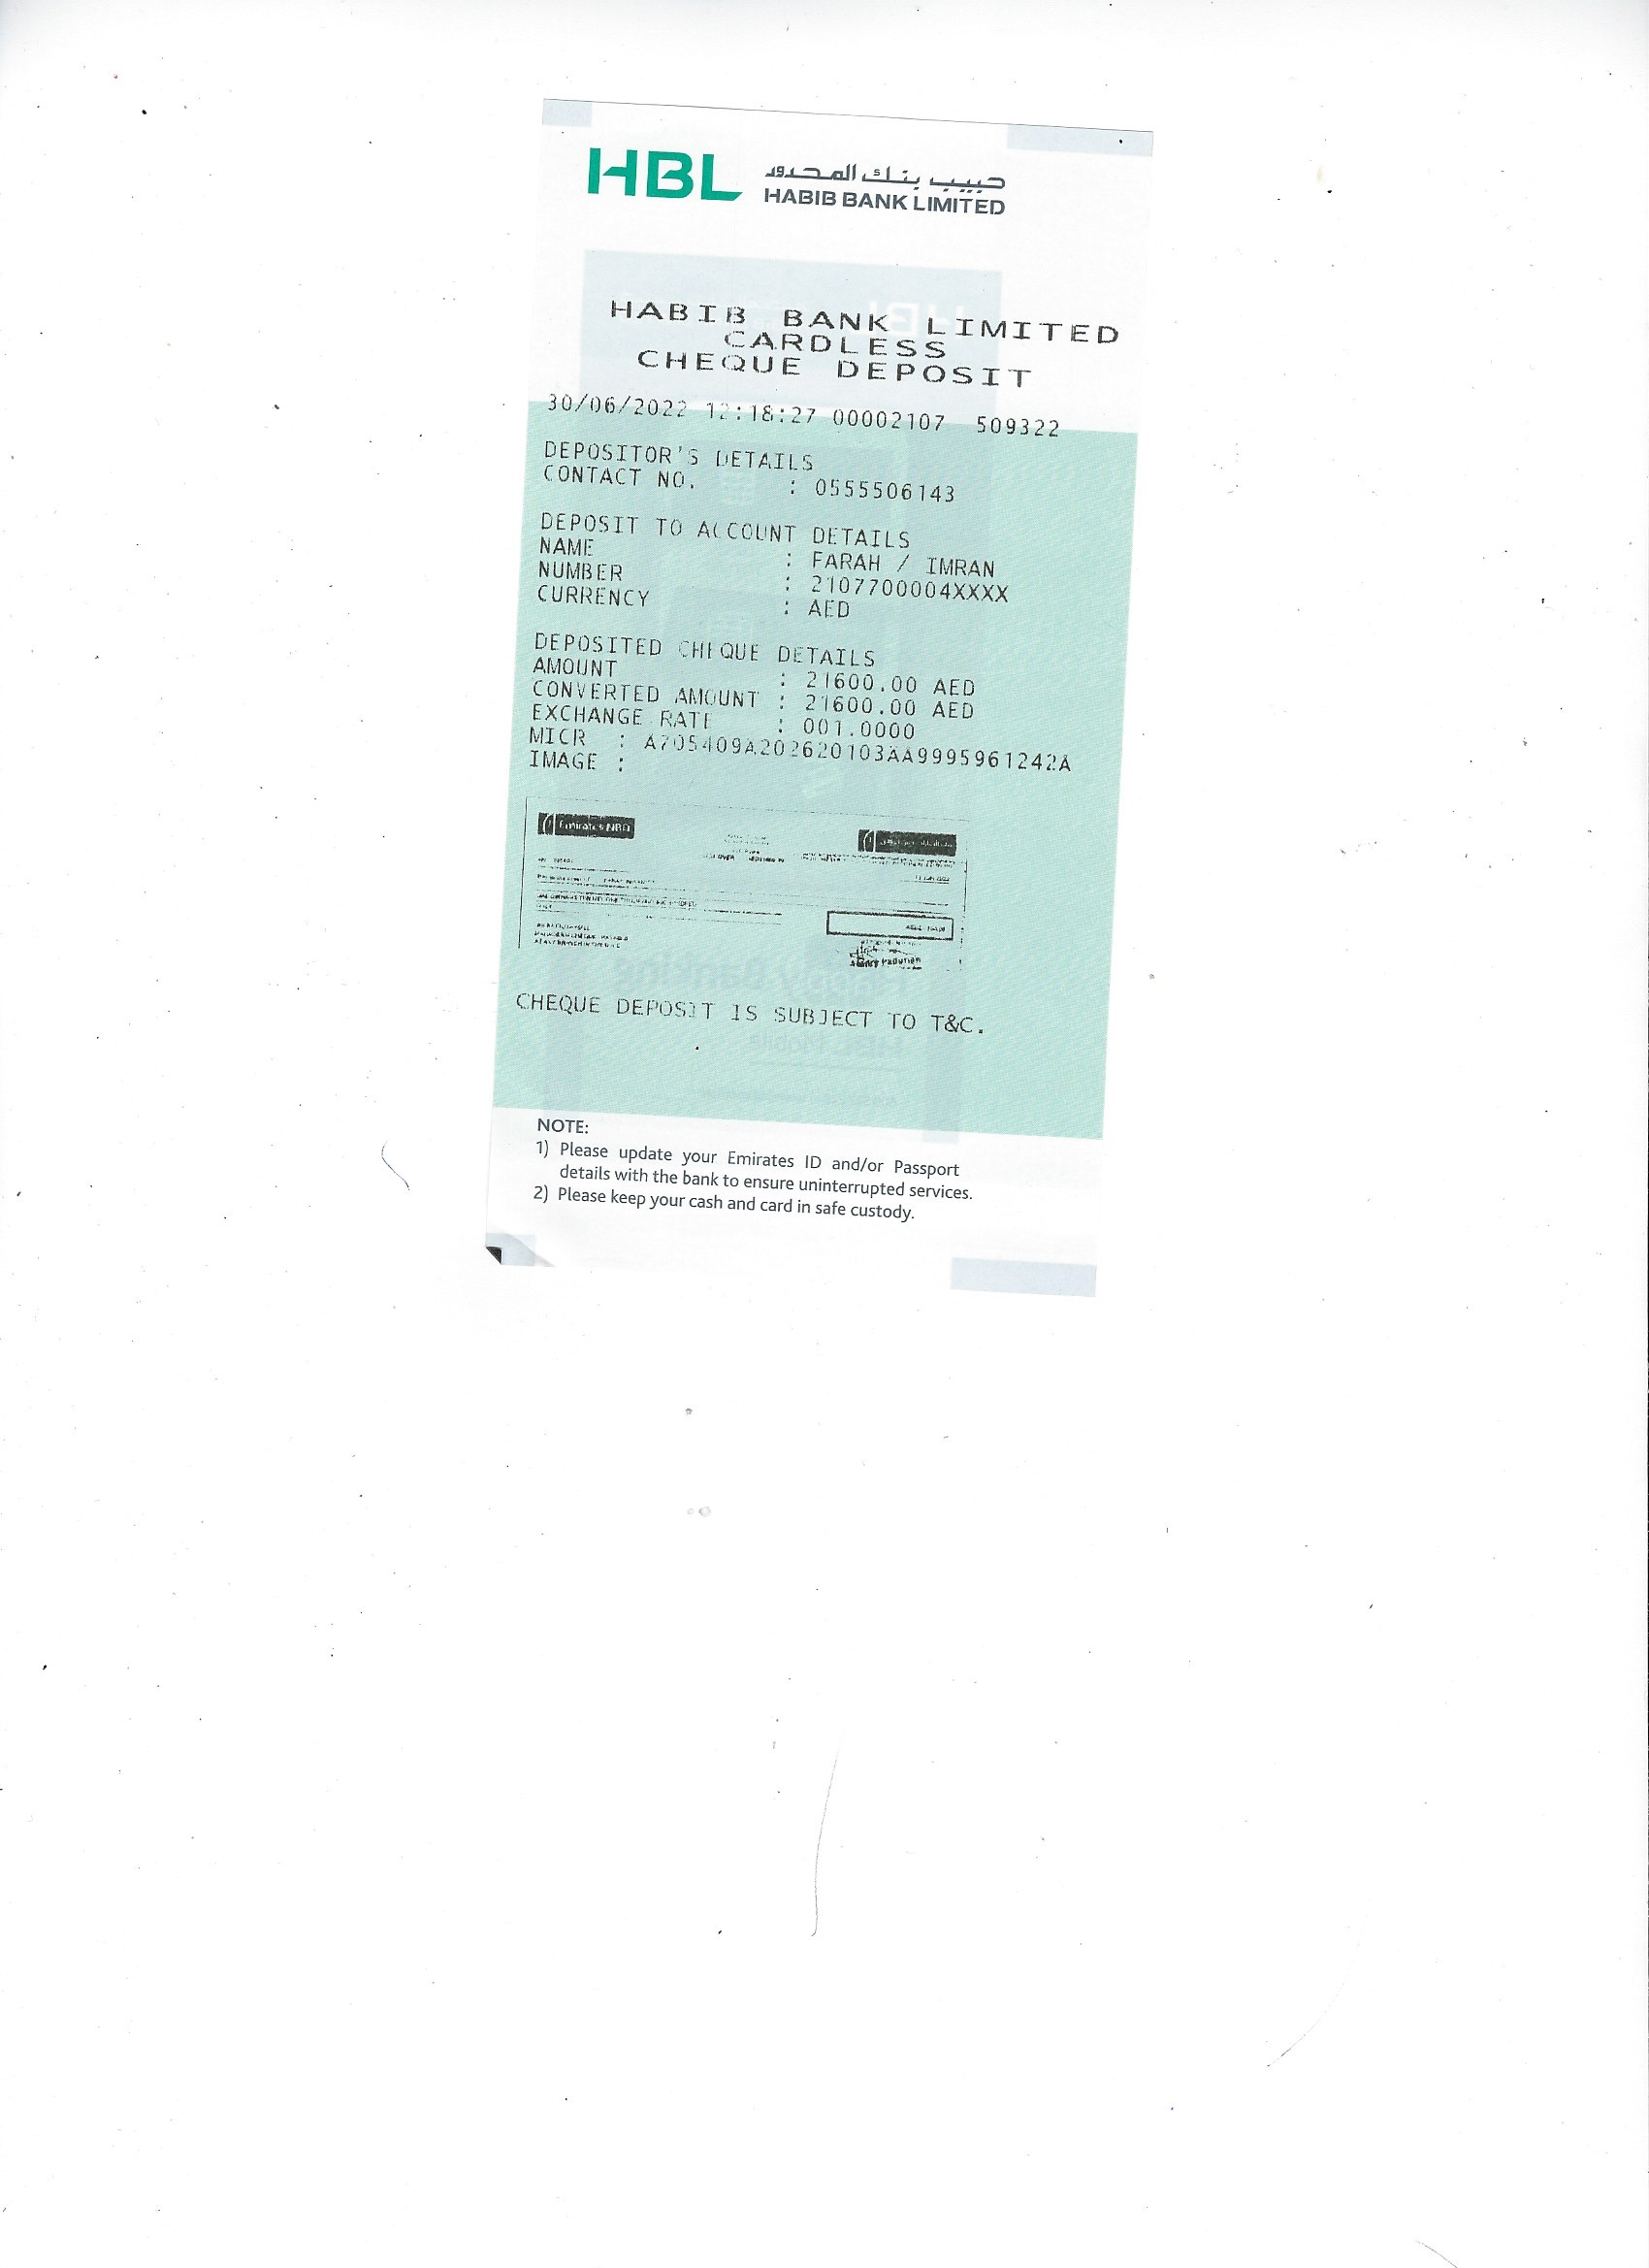 HBL
حبيب بنك المحدود
HABIB BANK LIMITED
HABIB BANK LIMITED
CARDLESS
CHEQUE DEPOSIT
30/06/2022 12:18:27 00002107 509322
DEPOSITOR'S DETAILS
CONTACT NO. : 0555506143
DEPOSIT TO ACCOUNT DETAILS
NAME : FARAH / IMRAN
NUMBER : 2107700004XXXX
CURRENCY : AED
DEPOSITED CHEQUE DETAILS
AMOUNT : 21600.00 AED
CONVERTED AMOUNT : 21600.00 AED
EXCHANGE RATE : 001.0000
MICR : A705409A202620103AA9995961242A
IMAGE :
Emirates NBD
CHEQUE DEPOSIT IS SUBJECT TO T&C.
NOTE:
1) Please update your Emirates ID and/or Passport
details with the bank to ensure uninterrupted services.
2) Please keep your cash and card in safe custody.